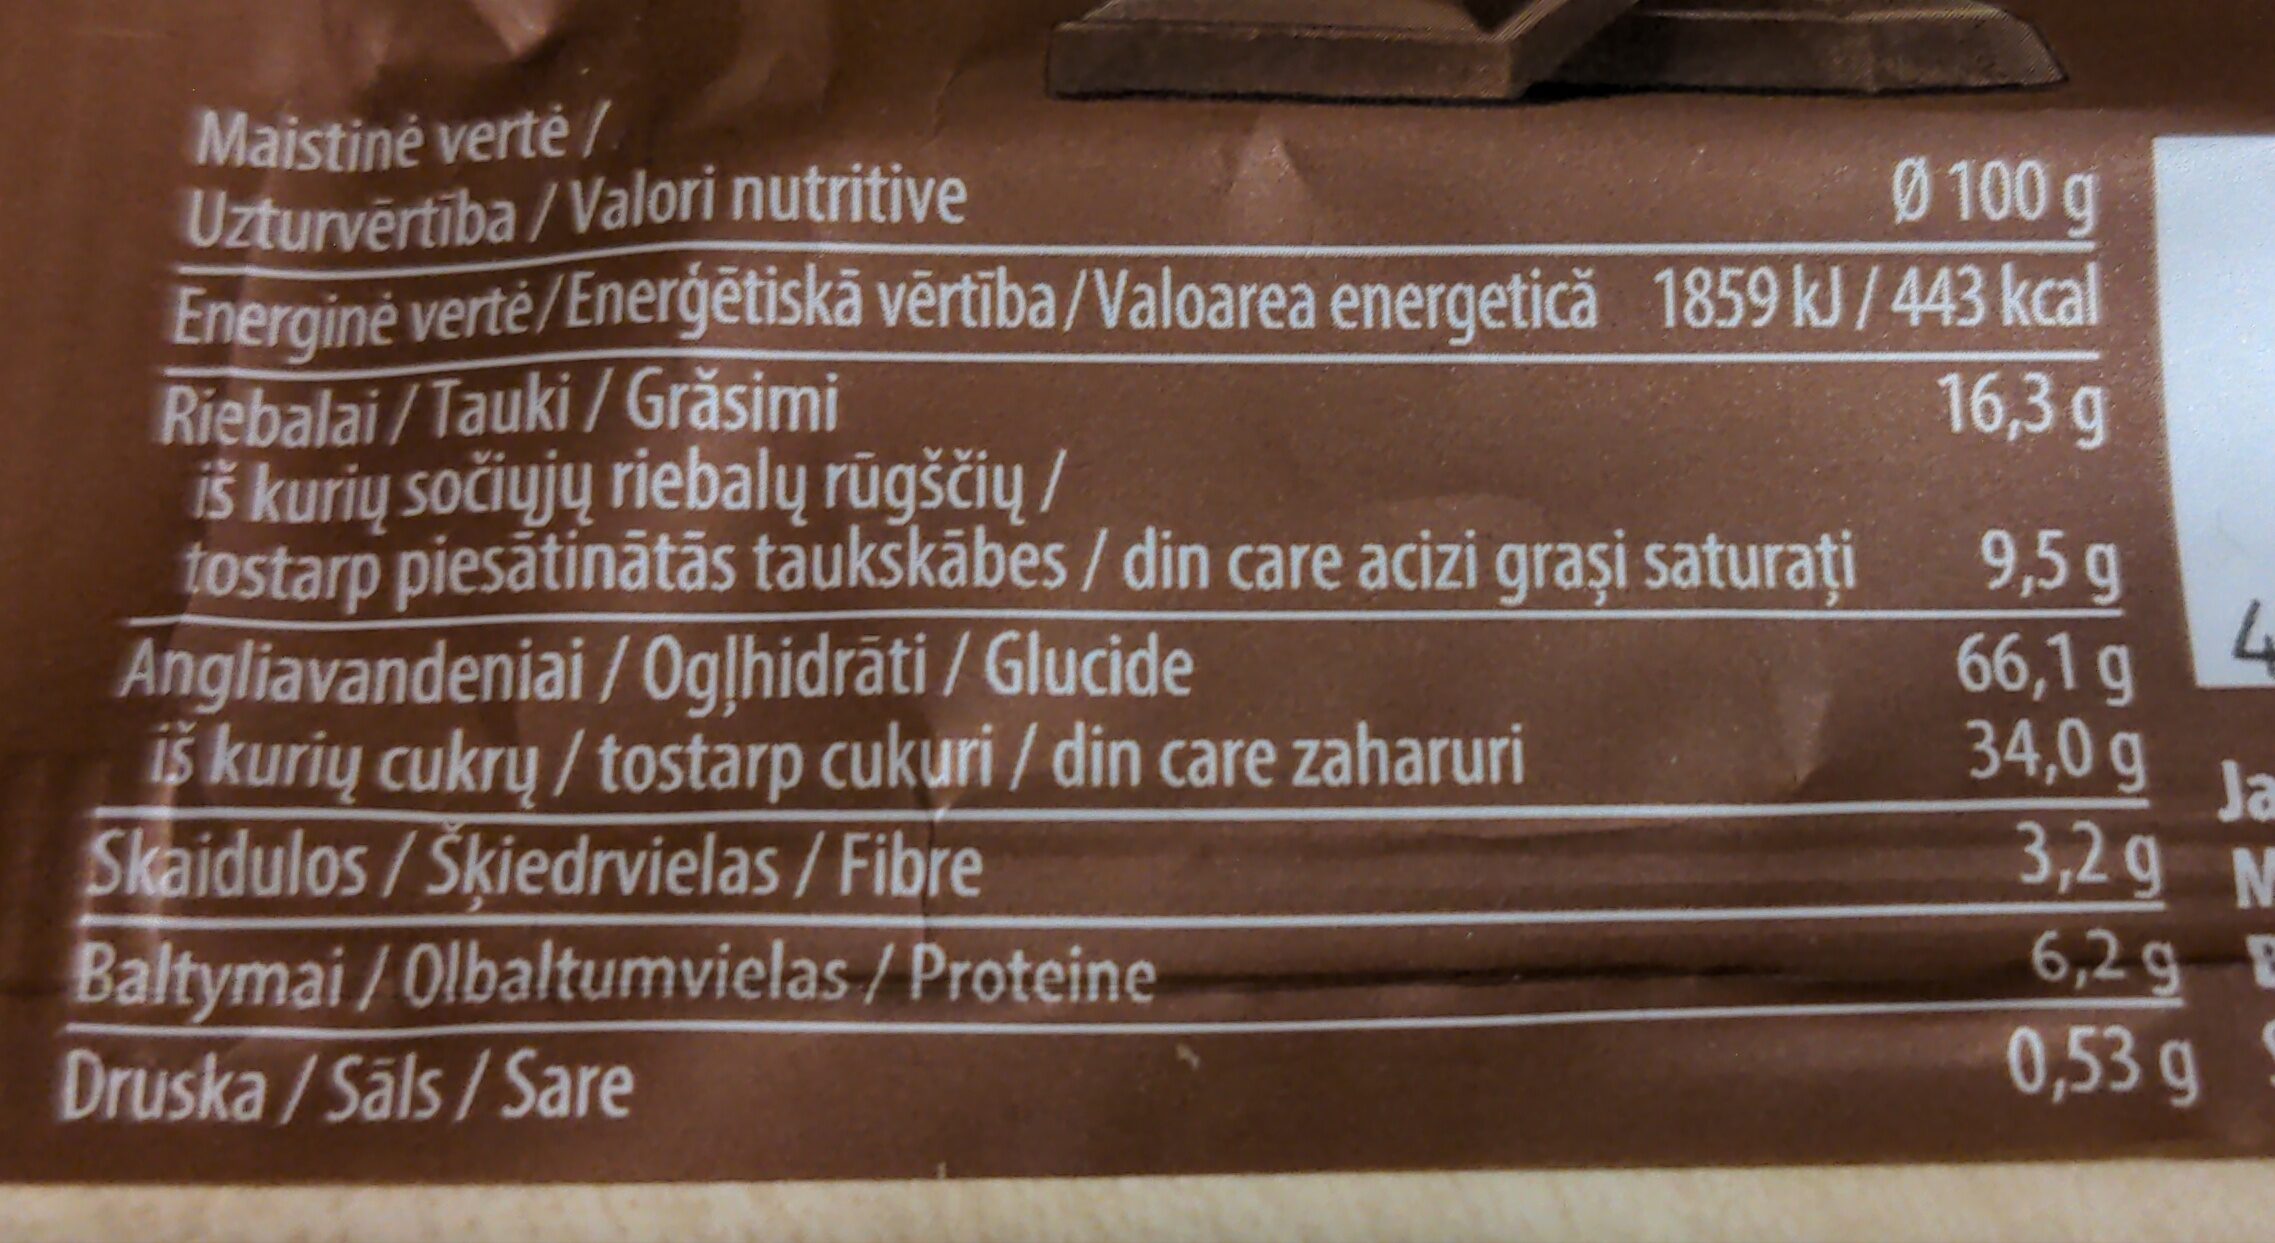 Maistinė vertė /
Uzturvērtība / Valori nutritive Ø 100 g
Energinė vertė/Enerģētiskā vērtība/Valoarea energetică 1859 kJ / 443 kcal
Riebalai / Tauki / Grăsimi 16,3 g
iš kurių sočiųjų riebalų rūgščių /
tostarp piesātinātās taukskābes / din care acizi grași saturați 9,5 g
Angliavandeniai / Ogļhidrāti / Glucide 66,1 g
iš kurių cukrų / tostarp cukuri / din care zaharuri 34,0 g
Skaidulos / Šķiedrvielas / Fibre 3,2 g
Baltymai / Olbaltumvielas / Proteine 6,2 g
Druska / Sāls / Sare 0,53 g